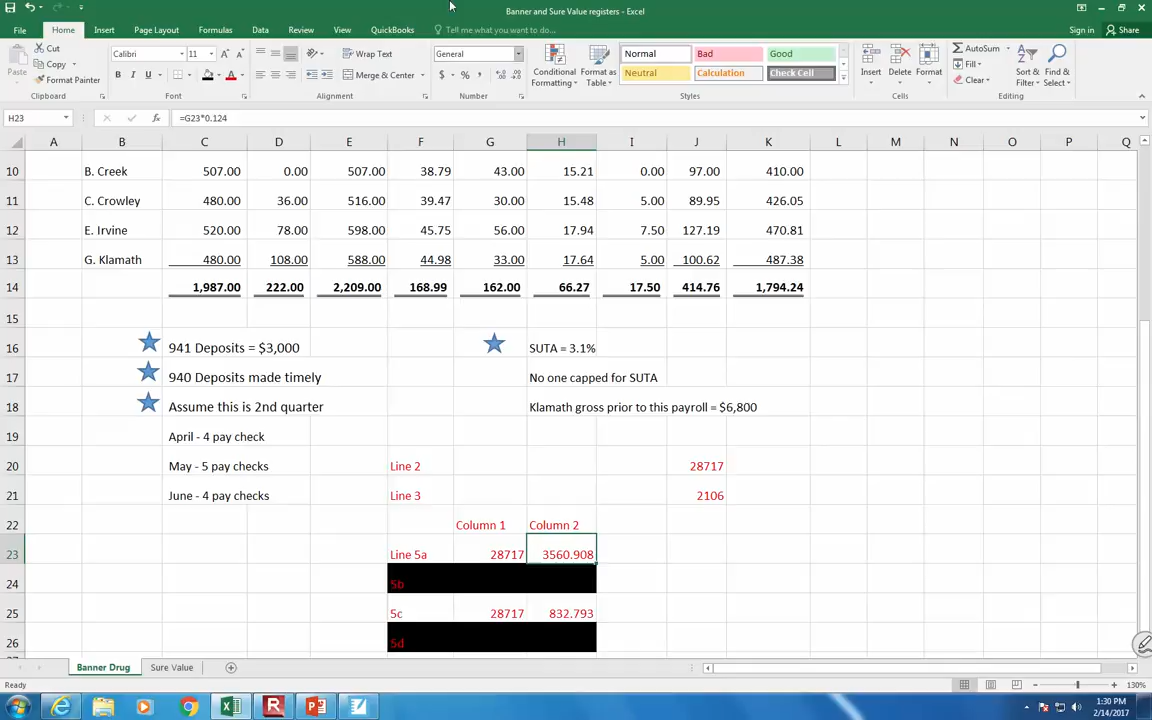 Banner and Sure Value registers - Excel
File Home Insert Page Layout Formulas Data Review View QuickBooks Tell me what you want to do... Sign in Share
Cut Calibri 11 Wrap Text General Normal Bad Good AutoSum
Paste Copy Conditional Format as Insert Delete Format Fill Sort & Find &
Format Painter B I U Merge & Center $ % , Formatting Table Neutral Calculation Check Cell Clear Filter Select
Clipboard Font Alignment Number Styles Cells Editing
H23 fx =G23*0.124
A B C D E F G H I J K L M N O P Q
10 B. Creek 507.00 0.00 507.00 38.79 43.00 15.21 0.00 97.00 410.00
11 C. Crowley 480.00 36.00 516.00 39.47 30.00 15.48 5.00 89.95 426.05
12 E. Irvine 520.00 78.00 598.00 45.75 56.00 17.94 7.50 127.19 470.81
13 G. Klamath 480.00 108.00 588.00 44.98 33.00 17.64 5.00 100.62 487.38
14 1,987.00 222.00 2,209.00 168.99 162.00 66.27 17.50 414.76 1,794.24
15
16 941 Deposits = $3,000 SUTA = 3.1%
17 940 Deposits made timely No one capped for SUTA
18 Assume this is 2nd quarter Klamath gross prior to this payroll = $6,800
19 April - 4 pay check
20 May - 5 pay checks Line 2 28717
21 June - 4 pay checks Line 3 2106
22 Column 1 Column 2
23 Line 5a 28717 3560.908
24 5b
25 5c 28717 832.793
26 5d
Banner Drug Sure Value
Ready 130%
1:30 PM
2/14/2017